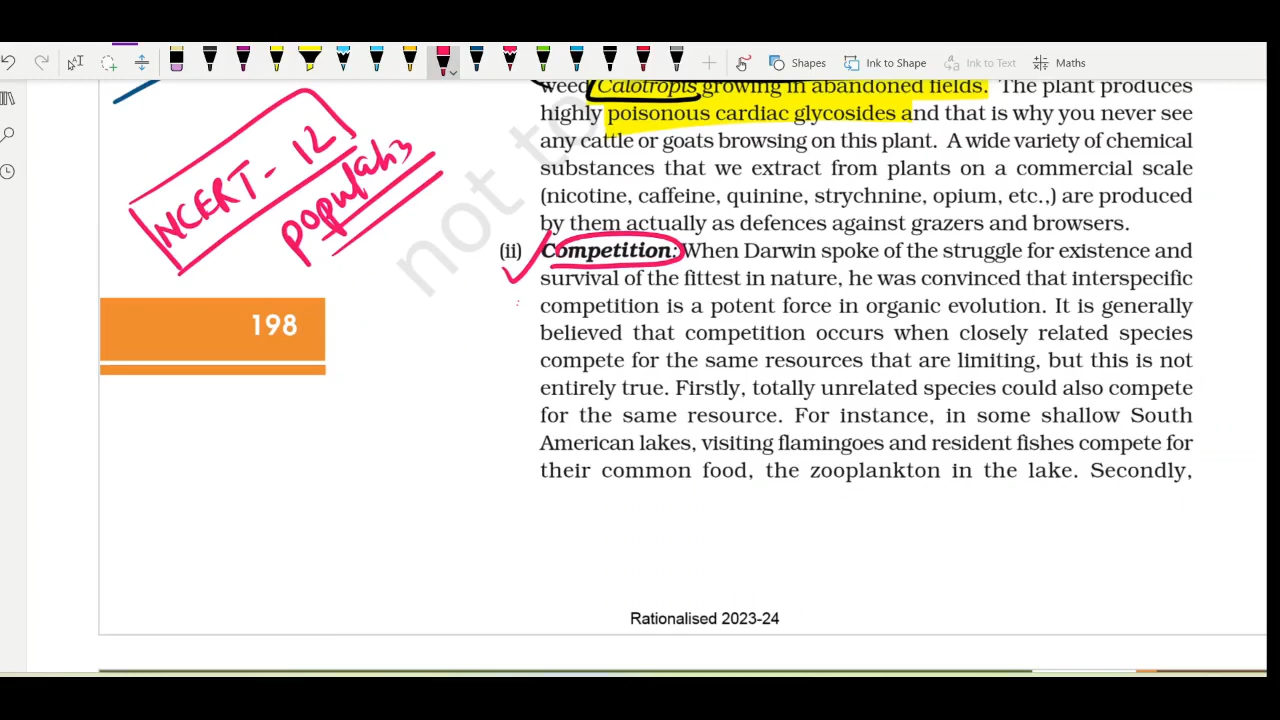 Shapes
Ink to Shape
Ink to Text
Maths
weed Calotropis growing in abandoned fields. The plant produces
highly poisonous cardiac glycosides and that is why you never see
any cattle or goats browsing on this plant. A wide variety of chemical
substances that we extract from plants on a commercial scale
(nicotine, caffeine, quinine, strychnine, opium, etc.,) are produced
by them actually as defences against grazers and browsers.
NCERT - 12
not to
(ii) Competition: When Darwin spoke of the struggle for existence and
survival of the fittest in nature, he was convinced that interspecific
competition is a potent force in organic evolution. It is generally
believed that competition occurs when closely related species
compete for the same resources that are limiting, but this is not
entirely true. Firstly, totally unrelated species could also compete
for the same resource. For instance, in some shallow South
American lakes, visiting flamingoes and resident fishes compete for
their common food, the zooplankton in the lake. Secondly,
198
Rationalised 2023-24